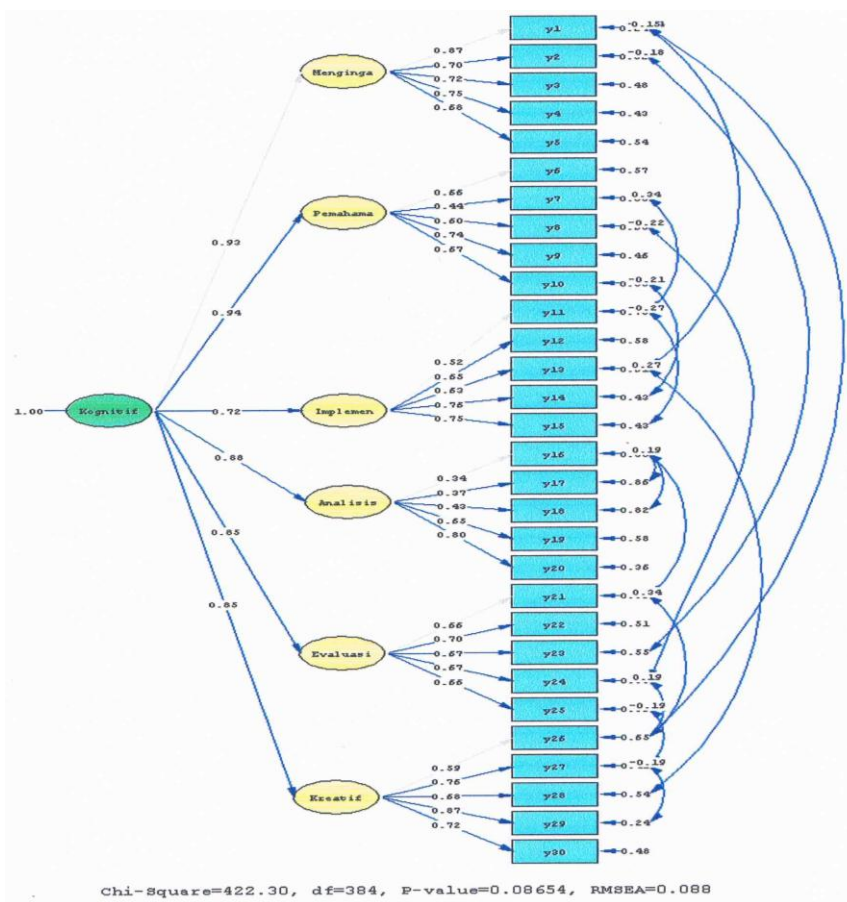 y1
0.87
y2
-0.18
0.70
Menginga
0.72
y3
0.48
0.75
y4
0.43
0.68
y5
0.54
y6
0.57
0.66
y7
0.34
0.44
Pemahama
0.60
y8
-0.22
0.74
y9
0.46
0.67
y10
-0.21
0.93
0.94
y11
-0.27
y12
0.58
0.52
0.65
y13
0.27
1.00
Kognitif
0.72
Implemen
0.63
y14
0.43
0.76
0.75
y15
0.43
0.88
y16
0.19
0.34
y17
0.86
0.37
Analisis
0.43
y18
0.82
0.65
y19
0.58
0.80
y20
0.36
0.85
y21
0.34
y22
0.51
0.66
0.70
Evaluasi
0.67
y23
0.55
0.67
y24
0.19
0.66
y25
-0.19
0.85
y26
0.65
0.59
y27
-0.19
0.76
Kreatif
0.68
y28
0.54
0.87
y29
0.24
0.72
y30
0.48
Chi-Square=422.30, df=384, P-value=0.08654, RMSEA=0.088